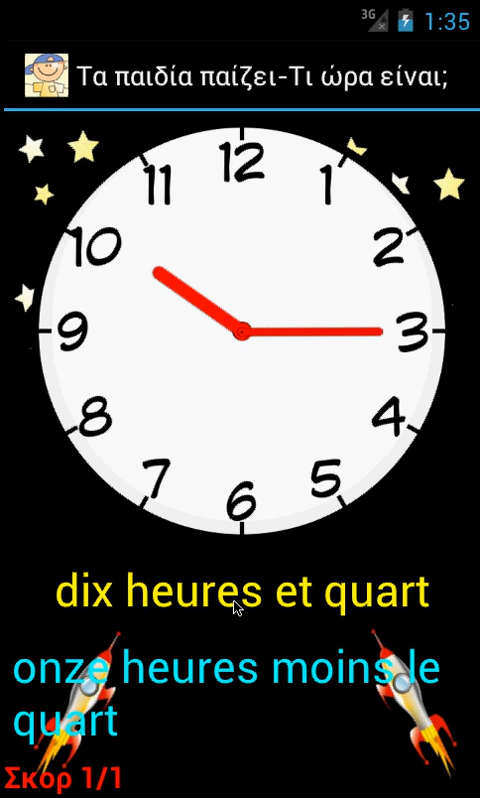 3G 1:35
Τα παιδία παίζει-Τι ώρα είναι;
12
11 1
10 2
9 3
8 4
7 5
6
dix heures et quart
onze heures moins le
quart
Σκορ 1/1